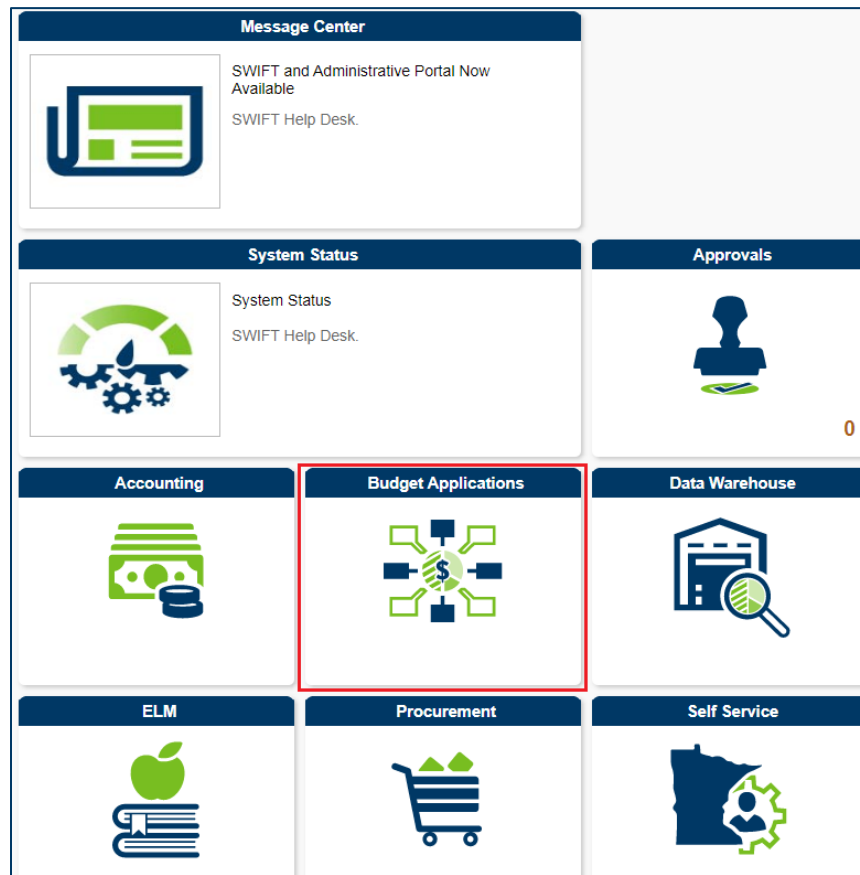 Message Center
SWIFT and Administrative Portal Now
Available
SWIFT Help Desk.
System Status
System Status
SWIFT Help Desk.
Approvals
0
Accounting
Budget Applications
$
Data Warehouse
ELM
Procurement
Self Service